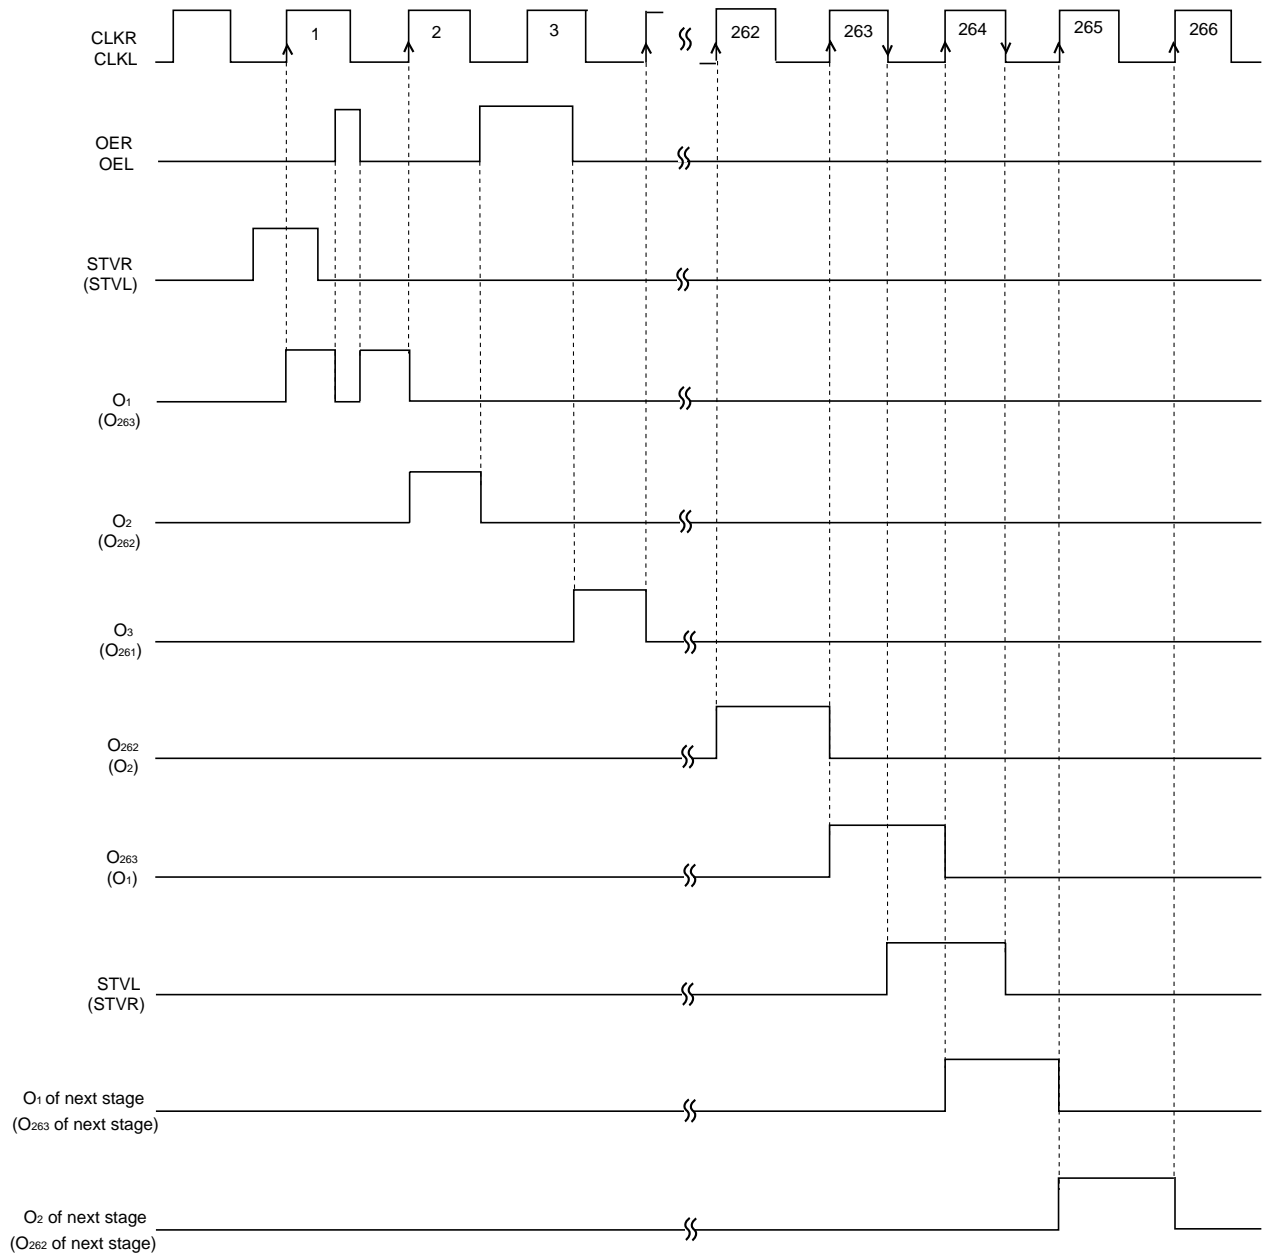 CLKR
CLKL
1
2
3
262
263
264
265
266
OER
OEL
STVR
(STVL)
O1
(O263)
O2
(O262)
O3
(O261)
O262
(O2)
O263
(O1)
STVL
(STVR)
O1 of next stage
(O263 of next stage)
O2 of next stage
(O262 of next stage)